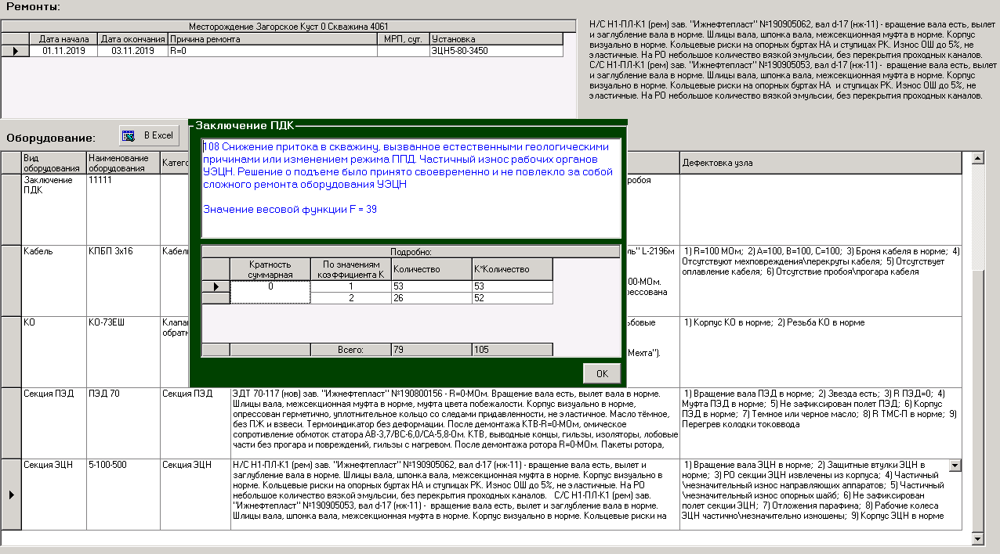 Ремонты:
Месторождение Загорское Куст 0 Скважина 4061
Дата начала Дата окончания Причина ремонта МРП, сут. Установка
01.11.2019 03.11.2019 R=0 ЭЦН5-80-3450
Н/С Н1-ПЛ-К1 (рем) зав. "Ижнефтепласт" №190905062, вал d-17 (нж-11) - вращение вала есть, вылет
и заглубление вала в норме. Шлицы вала, шпонка вала, межсекционная муфта в норме. Корпус
визуально в норме. Кольцевые риски на опорных буртах НА и ступицах РК. Износ ОШ до 5%, не
эластичные. На РО небольшое количество вязкой эмульсии, без перекрытия проходных каналов.
С/С Н1-ПЛ-К1 (рем) зав. "Ижнефтепласт" №190905053, вал d-17 (нж-11) - вращение вала есть, вылет
и заглубление вала в норме. Шлицы вала, шпонка вала, межсекционная муфта в норме. Корпус
визуально в норме. Кольцевые риски на опорных буртах НА и ступицах РК. Износ ОШ до 5%, не
эластичные. На РО небольшое количество вязкой эмульсии, без перекрытия проходных каналов.
Оборудование:
В Excel
Вид
оборудования
Наименование
оборудования
Катего
Дефектовка узла
Заключение
ПДК
11111
робоя
Заключение ПДК
108 Снижение притока в скважину, вызванное естественными геологическими
причинами или изменением режима ППД. Частичный износ рабочих органов
УЭЦН. Решение о подъеме было принято своевременно и не повлекло за собой
сложного ремонта оборудования УЭЦН
Значение весовой функции F = 39
Подробно:
Кратность
суммарная
По значениям
коэффициента К
Количество
К*Количество
0 1 53 53
2 26 52
Всего: 79 105
OK
Кабель
КПБП 3х16
Кабел
ль" L-2196м
00-МОм.
рессована
1) R=100 МОм; 2) А=100, В=100, С=100; 3) Броня кабеля в норме; 4)
Отсутствуют мехповреждения\перекруты кабеля; 5) Отсутствует
оплавление кабеля; 6) Отсутствие пробоя\прогара кабеля
КО
КО-73ЕШ
Клапа
обратн
ьбовые
Мехта").
1) Корпус КО в норме; 2) Резьба КО в норме
Секция ПЭД
ПЭД 70
Секция ПЭД
ЭДТ 70-117 (нов) зав. "Ижнефтепласт" №190800156 - R=0-МОм. Вращение вала есть, вылет вала в норме.
Шлицы вала, межсекционная муфта в норме, муфта цвета побежалости. Корпус визуально в норме,
опрессован герметично, уплотнительное кольцо со следами придавленности, не эластичное. Масло тёмное,
без ПЖ и взвеси. Термоиндикатор без деформации. После демонтажа КТВ-R=0-МОм, омическое
сопротивление обмоток статора АВ-3,7/ВС-6,0/СА-5,8-Ом. КТВ, выводные концы, гильзы, изоляторы, лобовые
части без прогара и повреждений, гильзы с нагревом. После демонтажа ротора R=0-МОм. Пакеты ротора,
1) Вращение вала ПЭД в норме; 2) Звезда есть; 3) R ПЭД=0; 4)
Муфта ПЭД в норме; 5) Не зафиксирован полет ПЭД; 6) Корпус
ПЭД в норме; 7) Темное или черное масло; 8) R ТМС-П в норме; 9)
Перегрев колодки токоввода
Секция ЭЦН
5-100-500
Секция ЭЦН
Н/С Н1-ПЛ-К1 (рем) зав. "Ижнефтепласт" №190905062, вал d-17 (нж-11) - вращение вала есть, вылет и
заглубление вала в норме. Шлицы вала, шпонка вала, межсекционная муфта в норме. Корпус визуально в
норме. Кольцевые риски на опорных буртах НА и ступицах РК. Износ ОШ до 5%, не эластичные. На РО
небольшое количество вязкой эмульсии, без перекрытия проходных каналов. С/С Н1-ПЛ-К1 (рем) зав.
"Ижнефтепласт" №190905053, вал d-17 (нж-11) - вращение вала есть, вылет и заглубление вала в норме.
Шлицы вала, шпонка вала, межсекционная муфта в норме. Корпус визуально в норме. Кольцевые риски на
1) Вращение вала ЭЦН в норме; 2) Защитные втулки ЭЦН в
норме; 3) РО секции ЭЦН извлечены из корпуса; 4) Частичный
\незначительный износ направляющих аппаратов; 5) Частичный
\незначительный износ опорных шайб; 6) Не зафиксирован
полет секции ЭЦН; 7) Отложения парафина; 8) Рабочие колеса
ЭЦН частично\незначительно изношены; 9) Корпус ЭЦН в норме